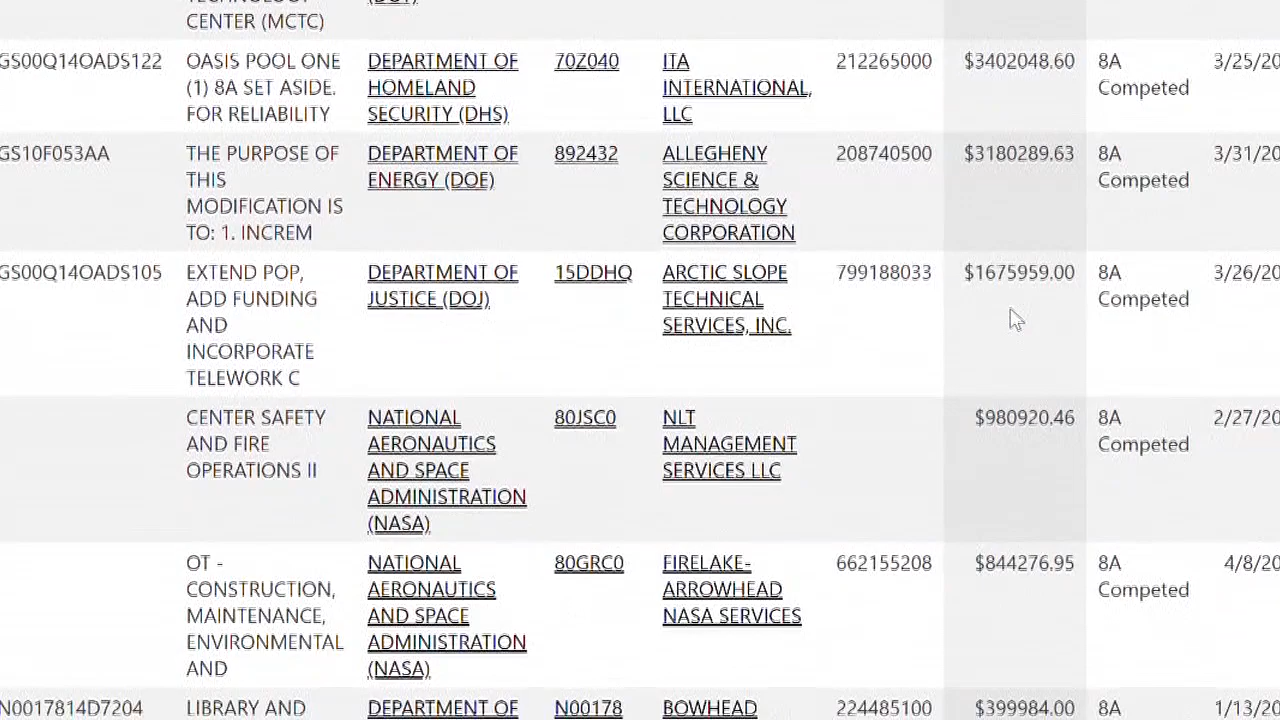 CENTER (MCTC)
GS00Q14OADS122 OASIS POOL ONE DEPARTMENT OF 70Z040 ITA 212265000 $3402048.60 8A 3/25/20
(1) 8A SET ASIDE. HOMELAND INTERNATIONAL, Competed
FOR RELIABILITY SECURITY (DHS) LLC
GS10F053AA THE PURPOSE OF DEPARTMENT OF 892432 ALLEGHENY 208740500 $3180289.63 8A 3/31/20
THIS ENERGY (DOE) SCIENCE & Competed
MODIFICATION IS TECHNOLOGY
TO: 1. INCREM CORPORATION
GS00Q14OADS105 EXTEND POP, DEPARTMENT OF 15DDHQ ARCTIC SLOPE 799188033 $1675959.00 8A 3/26/20
ADD FUNDING JUSTICE (DOJ) TECHNICAL Competed
AND SERVICES, INC.
INCORPORATE
TELEWORK C
CENTER SAFETY NATIONAL 80JSC0 NLT $980920.46 8A 2/27/20
AND FIRE AERONAUTICS MANAGEMENT Competed
OPERATIONS II AND SPACE SERVICES LLC
ADMINISTRATION
(NASA)
OT - NATIONAL 80GRC0 FIRELAKE- 662155208 $844276.95 8A 4/8/20
CONSTRUCTION, AERONAUTICS ARROWHEAD Competed
MAINTENANCE, AND SPACE NASA SERVICES
ENVIRONMENTAL ADMINISTRATION
AND (NASA)
N0017814D7204 LIBRARY AND DEPARTMENT OF N00178 BOWHEAD 224485100 $399984.00 8A 1/13/20